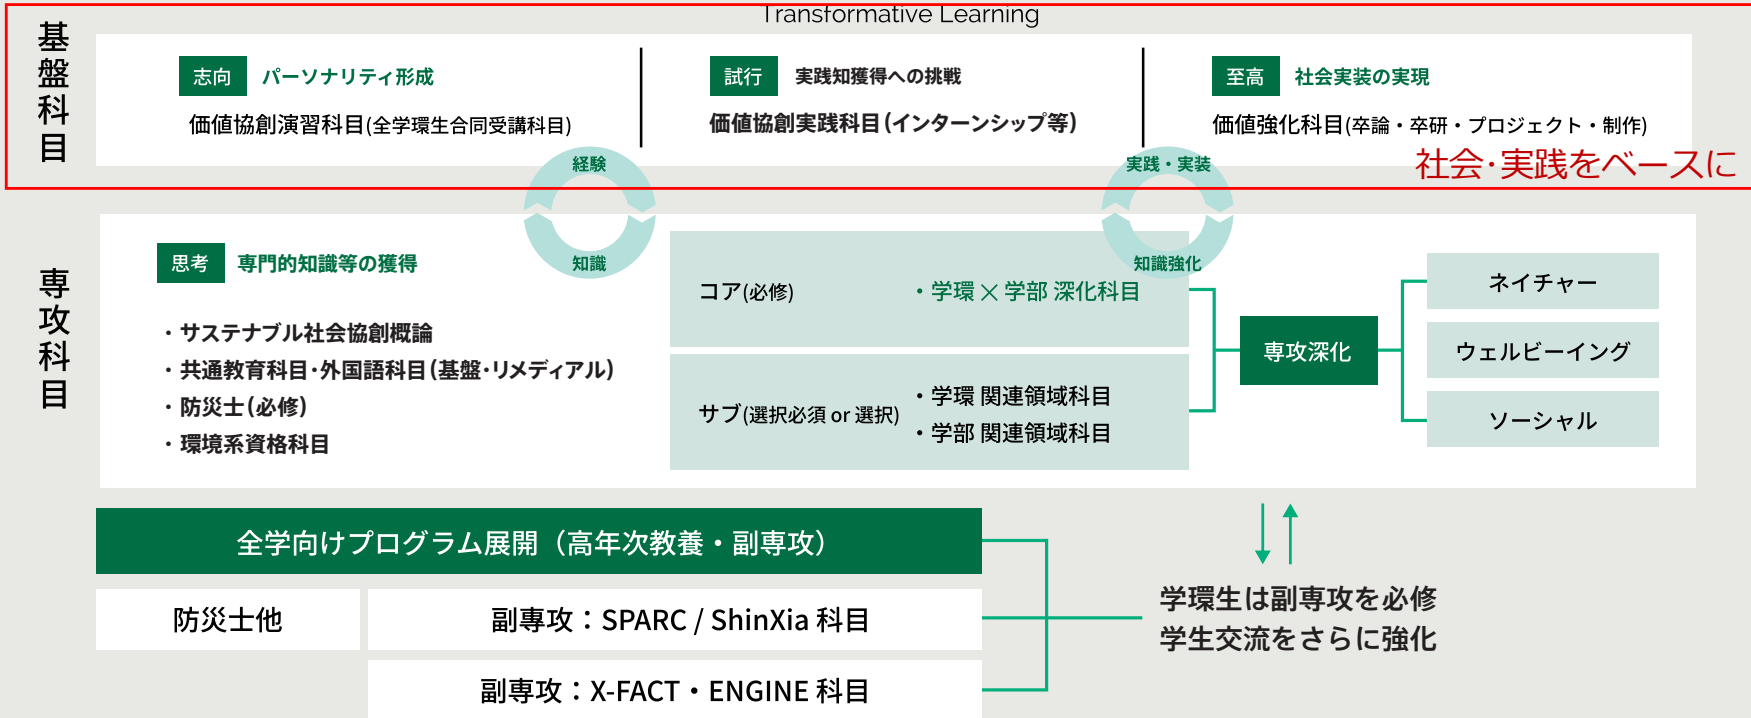 Transformative Learning
基盤科目
志向 パーソナリティ形成
価値協創演習科目(全学環生合同受講科目)
試行 実践知獲得への挑戦
価値協創実践科目(インターンシップ等)
至高 社会実装の実現
価値強化科目(卒論・卒研・プロジェクト・制作)
社会・実践をベースに
経験
知識
実践・実装
知識強化
専攻科目
思考 専門的知識等の獲得
・サステナブル社会協創概論
・共通教育科目・外国語科目(基盤・リメディアル)
・防災士(必修)
・環境系資格科目
コア(必修) ・学環×学部 深化科目
サブ(選択必須 or 選択)
・学環 関連領域科目
・学部 関連領域科目
専攻深化
ネイチャー
ウェルビーイング
ソーシャル
全学向けプログラム展開（高年次教養・副専攻）
防災士他
副専攻：SPARC / ShinXia 科目
副専攻：X-FACT・ENGINE 科目
学環生は副専攻を必修
学生交流をさらに強化